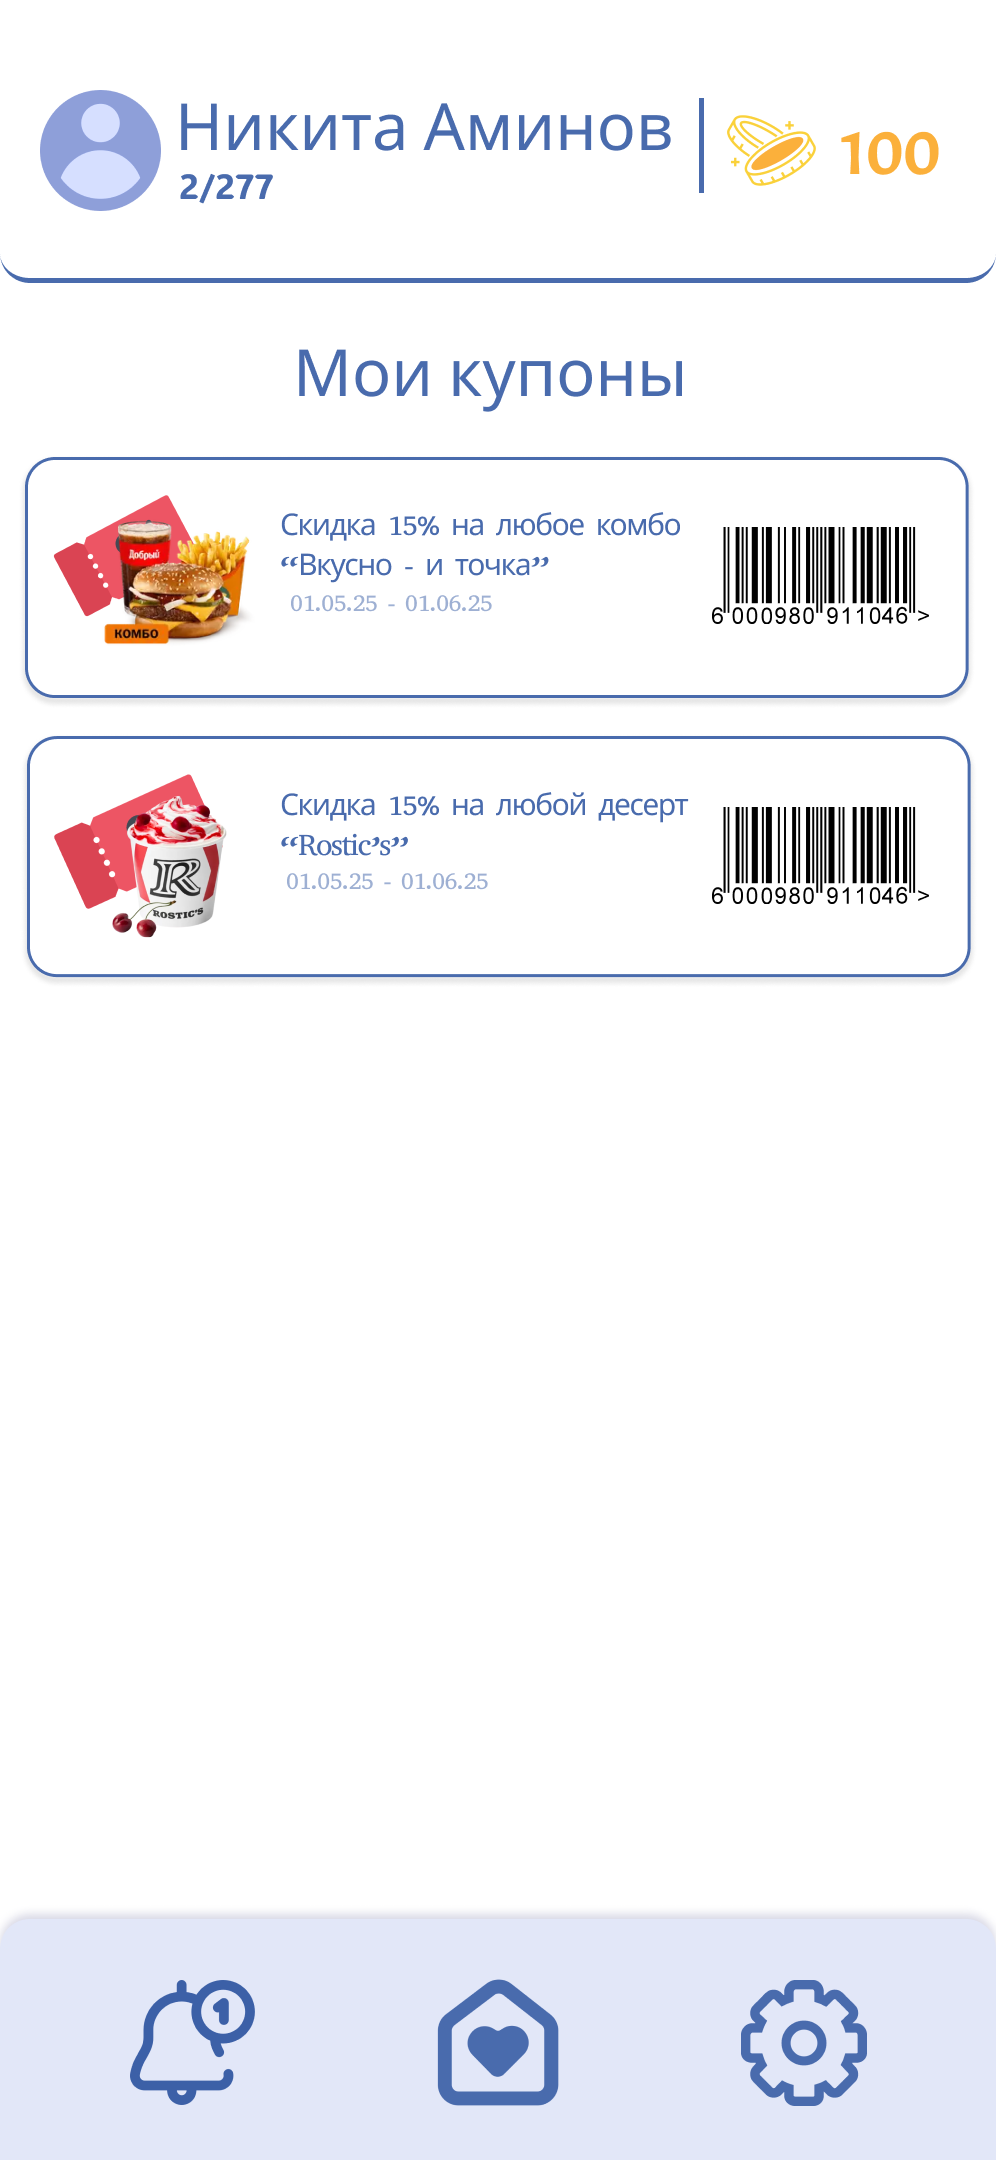 Никита Аминов
2/277
100
Мои купоны
Добрый
КОМБО
Скидка 15% на любое комбо
“Вкусно - и точка”
01.05.25 - 01.06.25
6 000980 911046 >
R
ROSTIC'S
Скидка 15% на любой десерт
“Rostic’s”
01.05.25 - 01.06.25
6 000980 911046 >
1